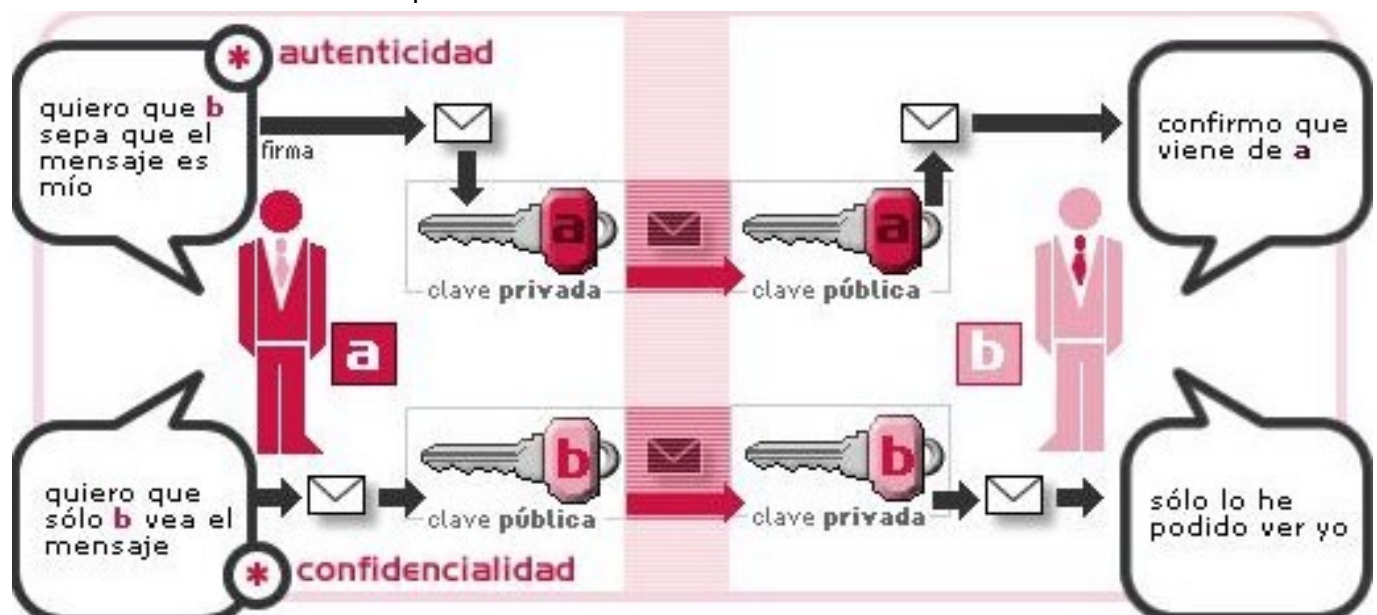 * autenticidad
quiero que b
sepa que el
mensaje es
mío
firma
confirmo que
viene de a
a
a
clave privada
clave pública
a
b
b
b
clave pública
clave privada
quiero que
sólo b vea el
mensaje
sólo lo he
podido ver yo
* confidencialidad